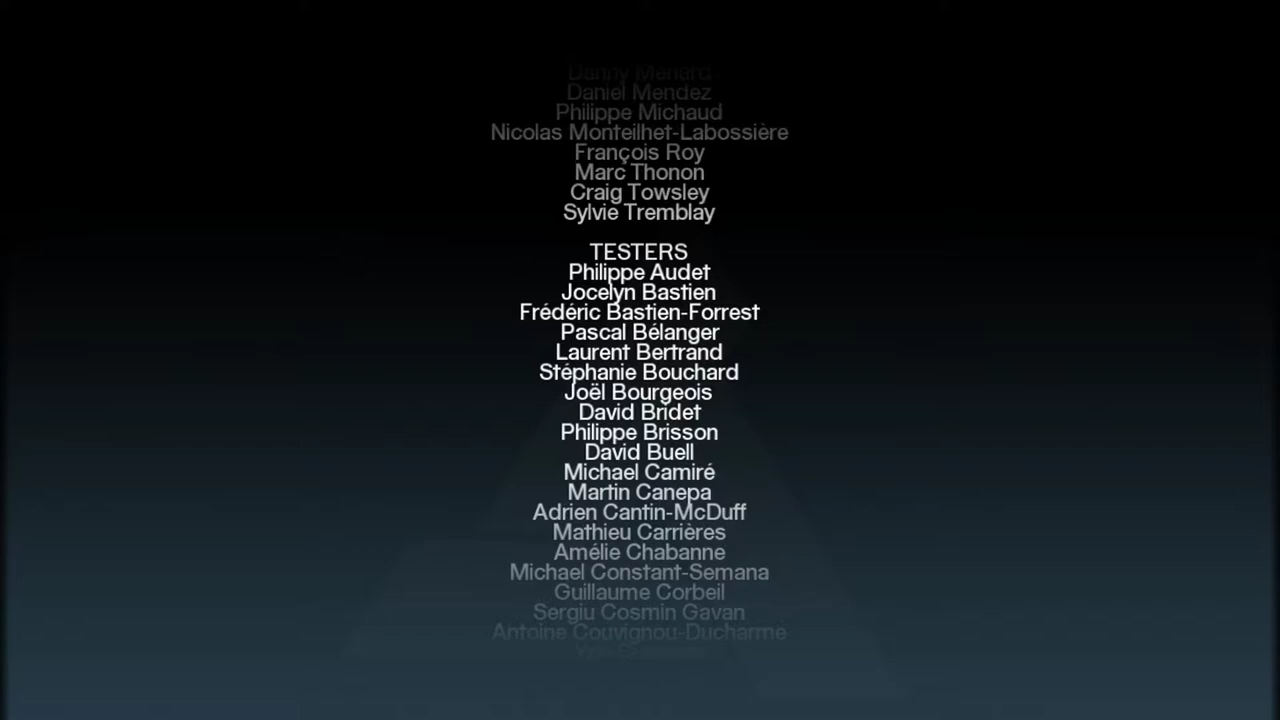 Danny Menard
Daniel Mendez
Philippe Michaud
Nicolas Monteilhet-Labossière
François Roy
Marc Thonon
Craig Towsley
Sylvie Tremblay
TESTERS
Philippe Audet
Jocelyn Bastien
Frédéric Bastien-Forrest
Pascal Bélanger
Laurent Bertrand
Stéphanie Bouchard
Joël Bourgeois
David Bridet
Philippe Brisson
David Buell
Michael Camiré
Martin Canepa
Adrien Cantin-McDuff
Mathieu Carrières
Amélie Chabanne
Michael Constant-Semana
Guillaume Corbeil
Sergiu Cosmin Gavan
Antoine Couvignou-Ducharme